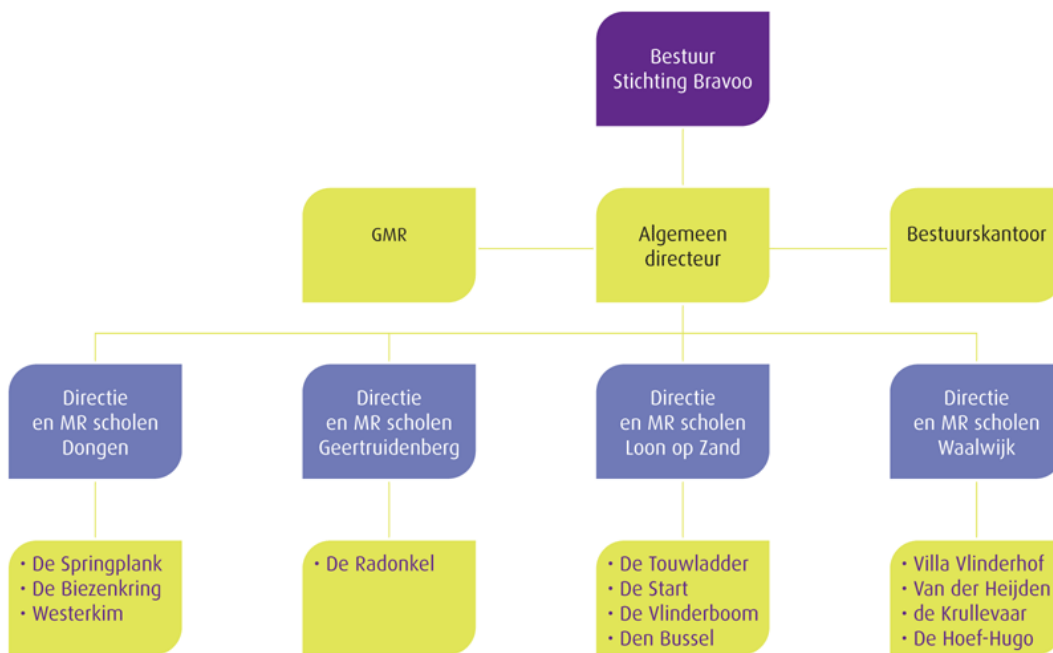 Bestuur
Stichting Bravoo
GMR
Algemeen
directeur
Bestuurskantoor
Directie
en MR scholen
Dongen
Directie
en MR scholen
Geertruidenberg
Directie
en MR scholen
Loon op Zand
Directie
en MR scholen
Waalwijk
• De Springplank
• De Biezenkring
• Westerkim
• De Radonkel
• De Touwladder
• De Start
• De Vlinderboom
• Den Bussel
• Villa Vlinderhof
• Van der Heijden
• de Krullevaar
• De Hoef-Hugo